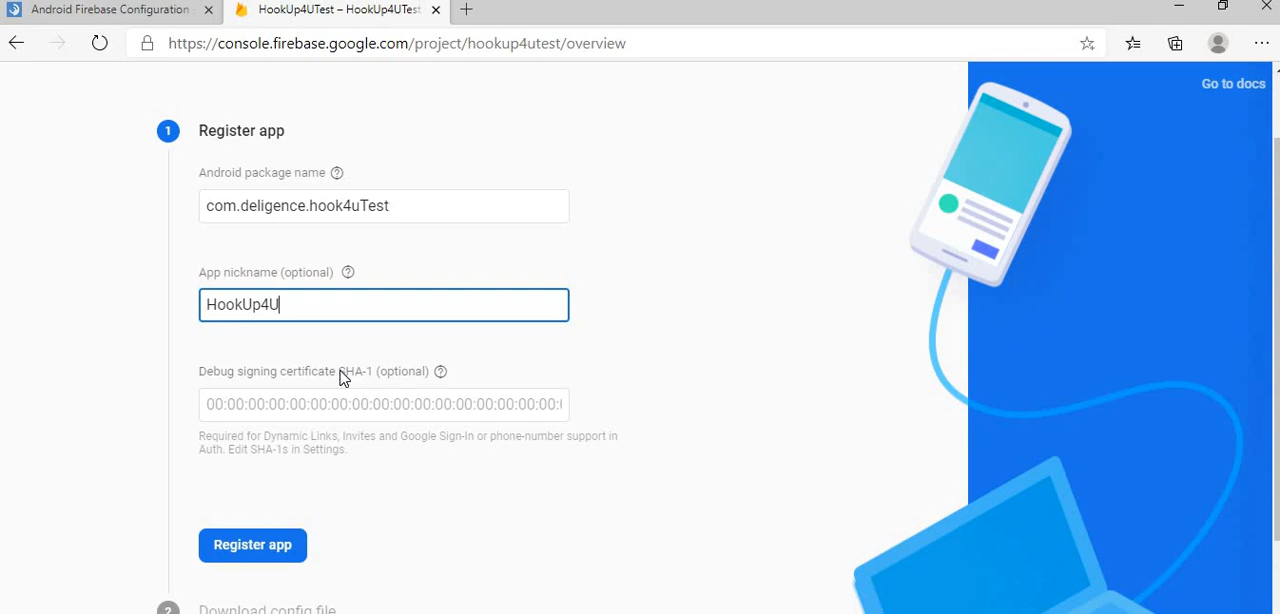 Android Firebase Configuration
HookUp4UTest – HookUp4UTest
https://console.firebase.google.com/project/hookup4utest/overview
Go to docs
1 Register app
Android package name
com.deligence.hook4uTest
App nickname (optional)
HookUp4U
Debug signing certificate SHA-1 (optional)
00:00:00:00:00:00:00:00:00:00:00:00:00:00:00:00:00:
Required for Dynamic Links, Invites and Google Sign-In or phone-number support in
Auth. Edit SHA-1s in Settings.
Register app
2 Download config file